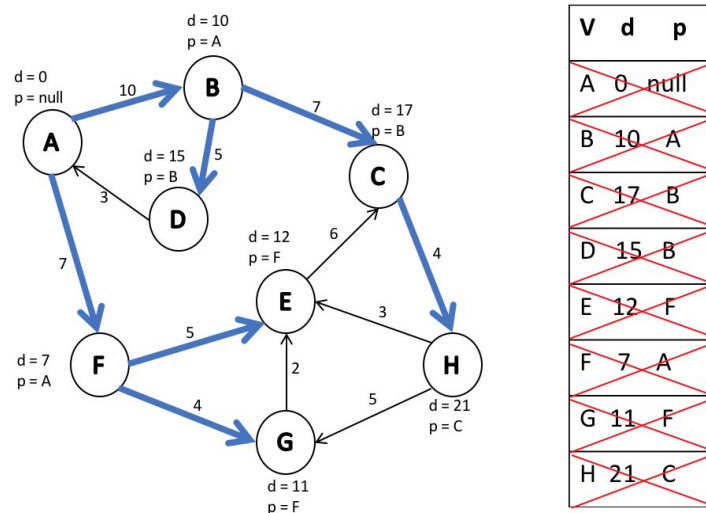 d = 10
p = A
B
d = 0
p = null
10
7
A
d = 17
p = B
5
d = 15
p = B
C
3
D
d = 12
p = F
6
4
7
E
5
3
F
H
d = 7
p = A
2
4
5
d = 21
p = C
G
d = 11
p = F
V d p
A 0 null
B 10 A
C 17 B
D 15 B
E 12 F
F 7 A
G 11 F
H 21 C